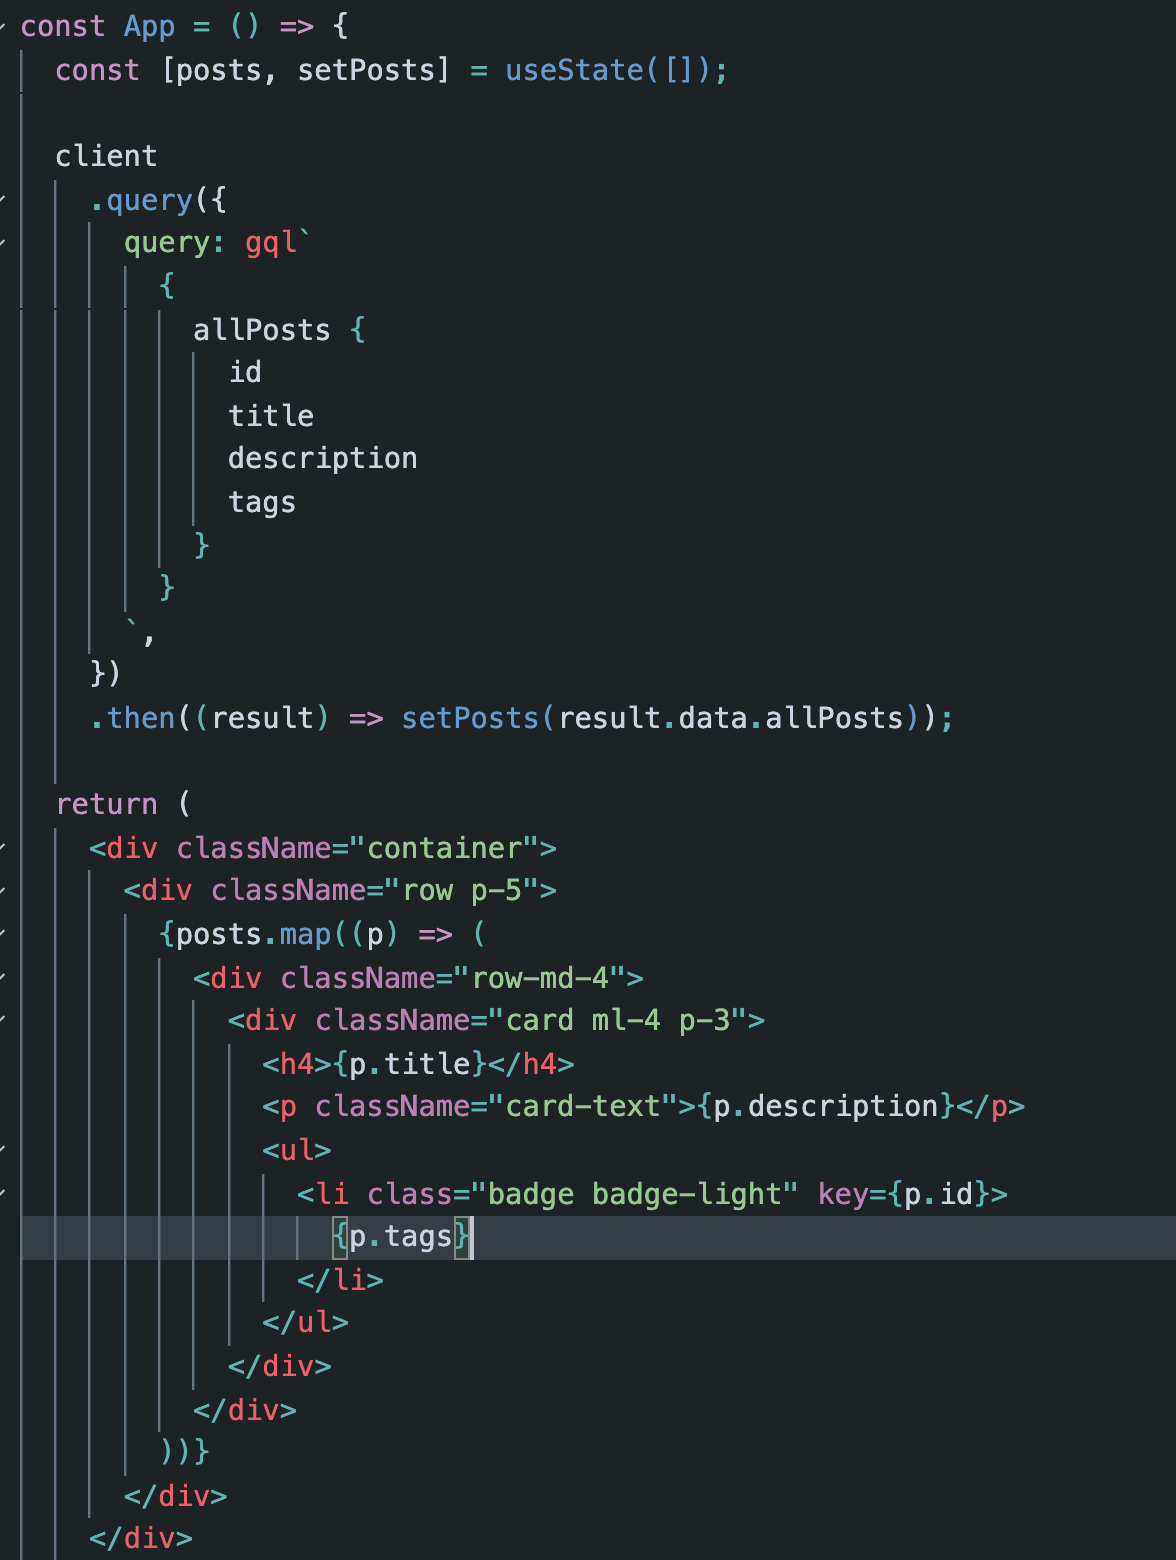 const App = () => {
const [posts, setPosts] = useState([]);
client
.query({
query: gql`
{
allPosts {
id
title
description
tags
}
}
`,
})
.then((result) => setPosts(result.data.allPosts));
return (
<div className="container">
<div className="row p-5">
{posts.map((p) => (
<div className="row-md-4">
<div className="card ml-4 p-3">
<h4>{p.title}</h4>
<p className="card-text">{p.description}</p>
<ul>
<li class="badge badge-light" key={p.id}>
{p.tags}
</li>
</ul>
</div>
</div>
))}
</div>
</div>